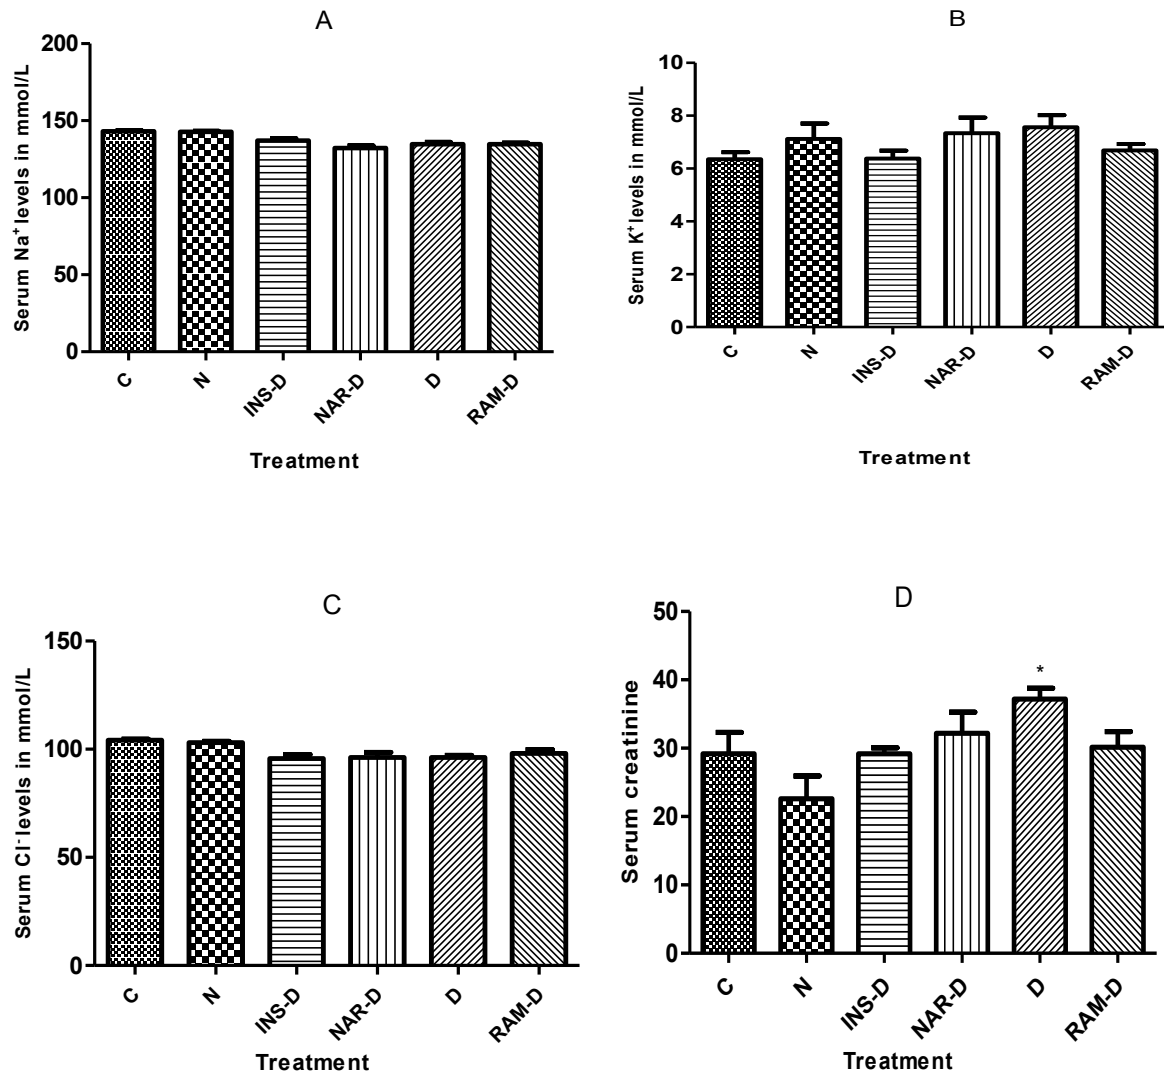 A
Serum Na⁺ levels in mmol/L
200
150
100
50
0
C
N
INS-D
NAR-D
D
RAM-D
Treatment
B
Serum K⁺ levels in mmol/L
10
8
6
4
2
0
C
N
INS-D
NAR-D
D
RAM-D
Treatment
C
Serum Cl⁻ levels in mmol/L
150
100
50
0
C
N
INS-D
NAR-D
D
RAM-D
Treatment
D
Serum creatinine
50
40
30
20
10
0
*
C
N
INS-D
NAR-D
D
RAM-D
Treatment